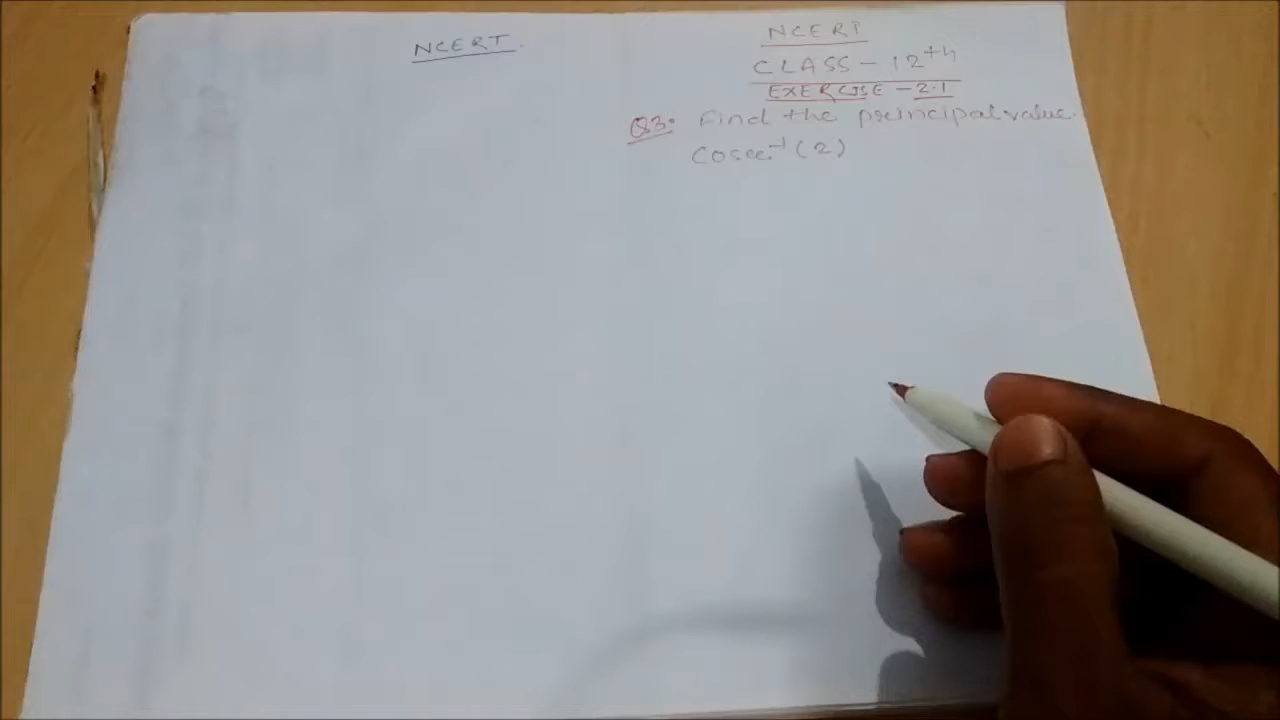 NCERT.
NCERT
CLASS - 12th
EXERCISE - 2.1
Q3. Find the principal value.
Cosec⁻¹(2)